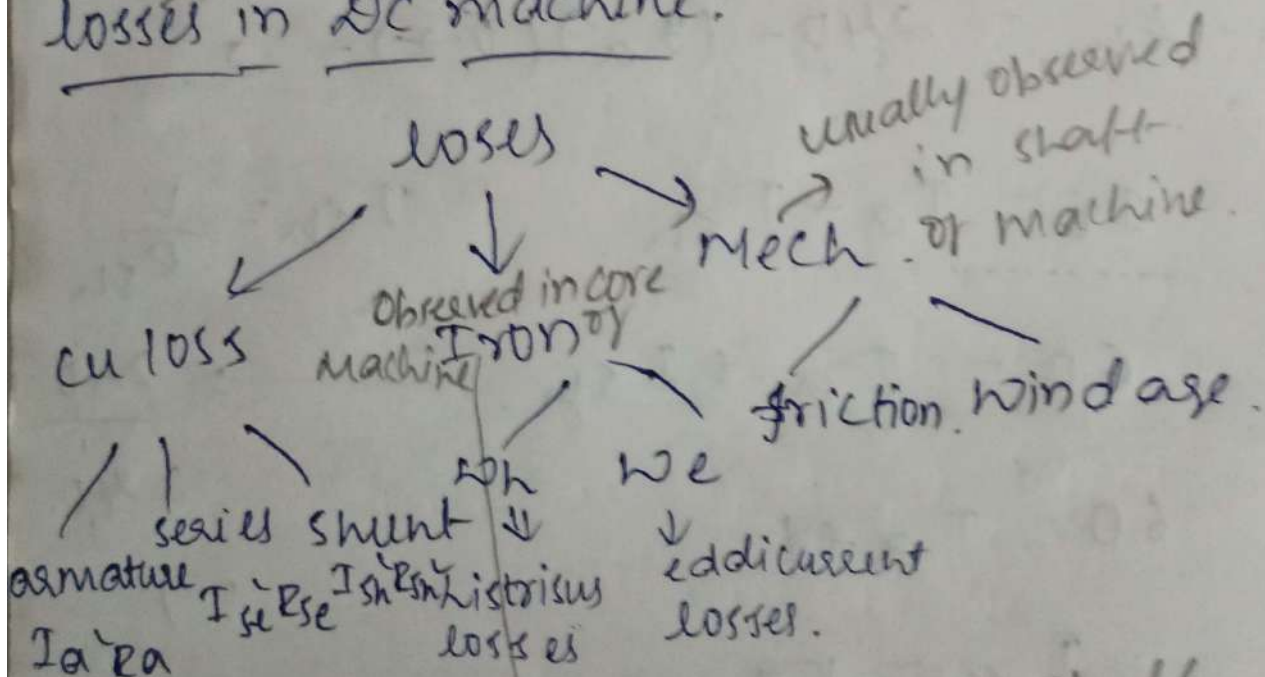 losses in DC machine.
loses
usually observed
in shaft
of machine.
Mech.
Observed in core
of
Machine
Iron
cu loss
friction. windage.
Wh We
series shunt
armature
Ise²Rse Ish²Rsh
histrisus
losses
eddicurrent
losses.
Ia²Ra